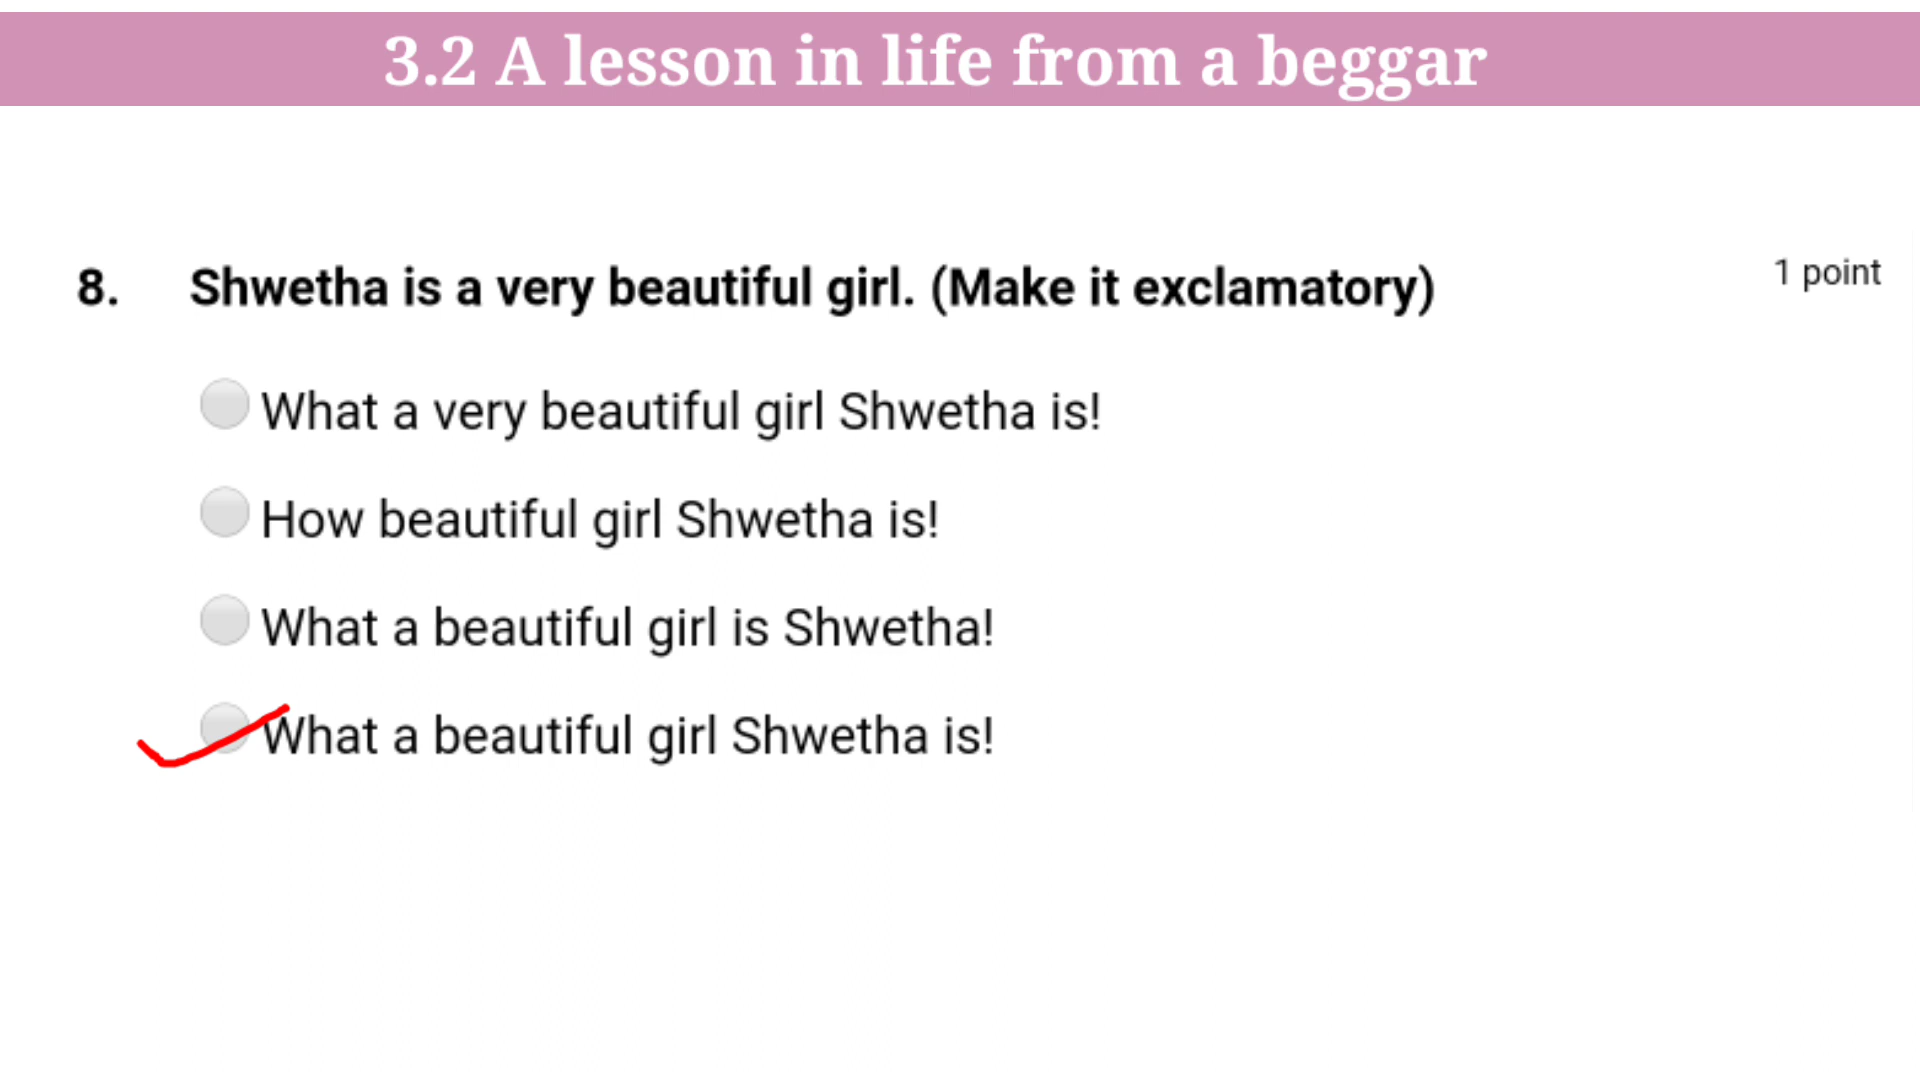 3.2 A lesson in life from a beggar
8. Shwetha is a very beautiful girl. (Make it exclamatory) 1 point
What a very beautiful girl Shwetha is!
How beautiful girl Shwetha is!
What a beautiful girl is Shwetha!
What a beautiful girl Shwetha is!